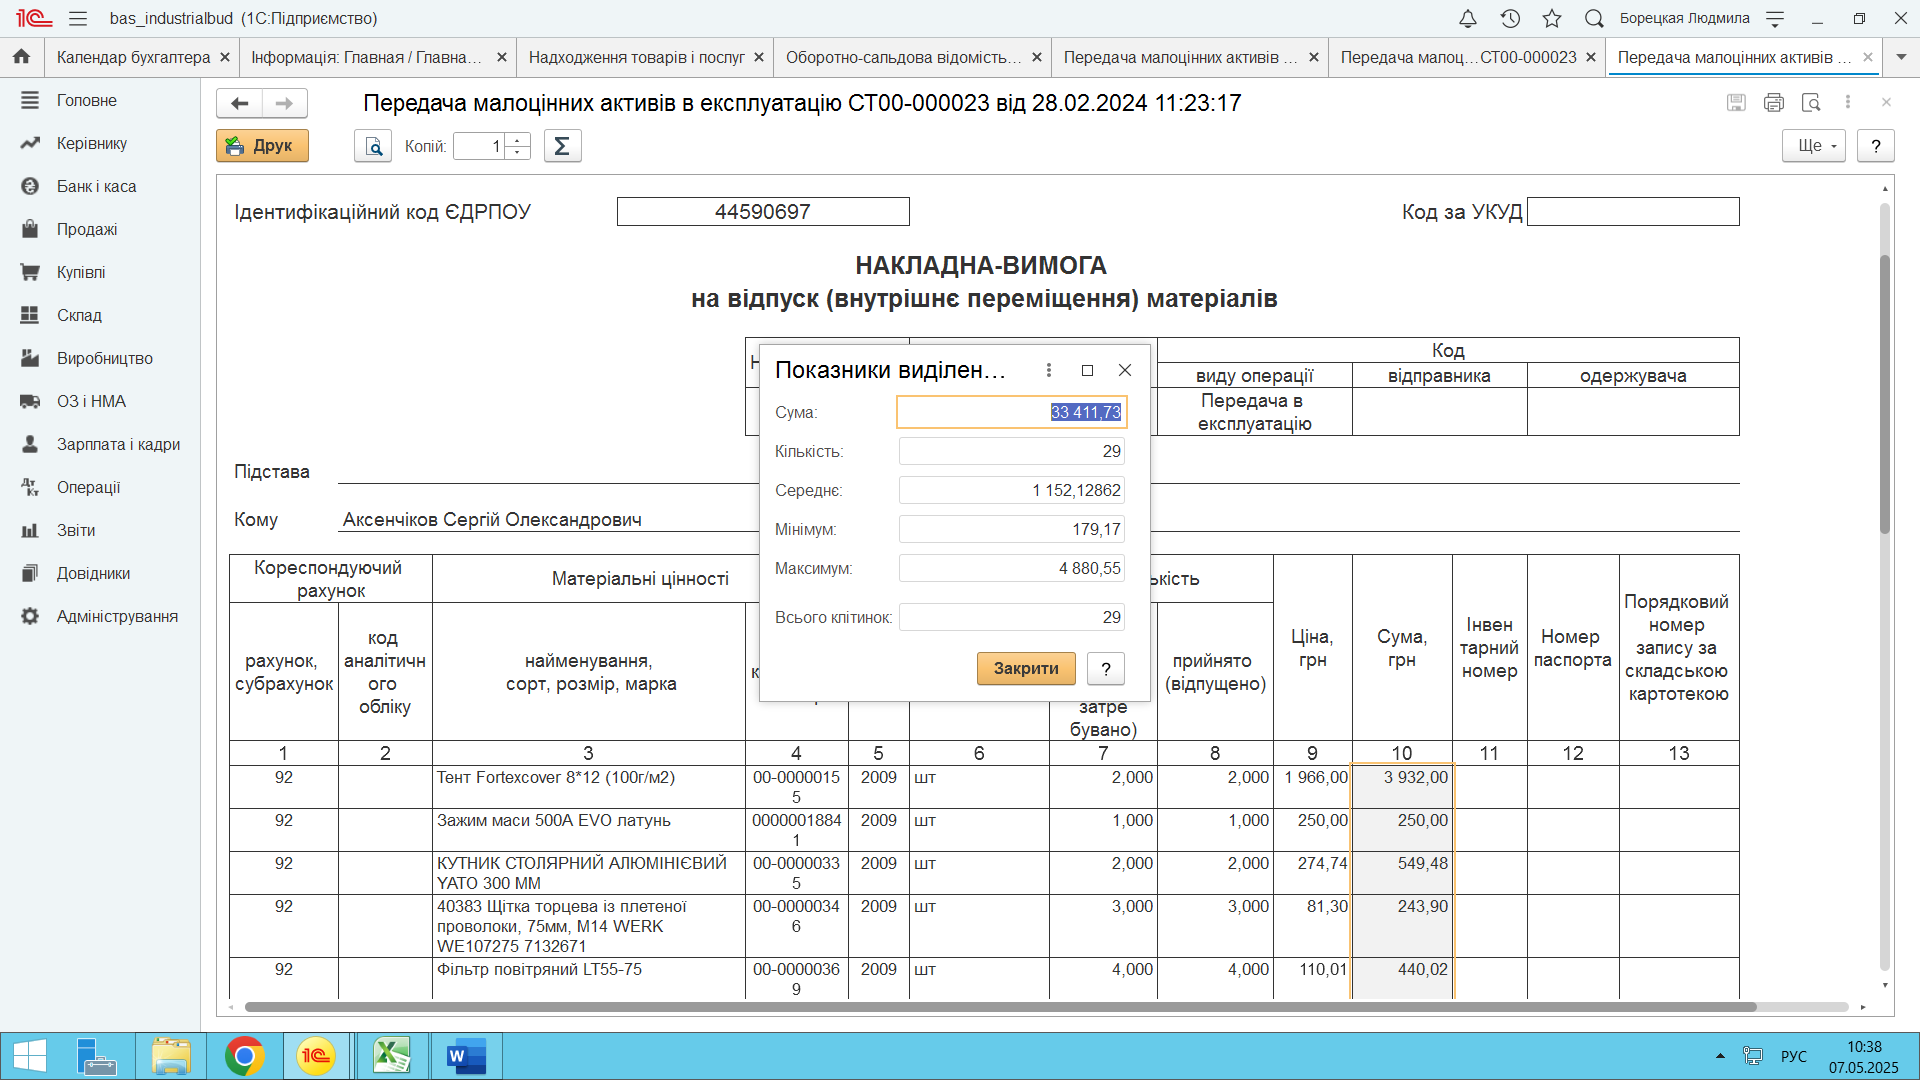 bas_industrialbud (1С:Підприємство)
Борецкая Людмила
Календар бухгалтера
Інформація: Главная / Главна...
Надходження товарів і послуг
Оборотно-сальдова відомість...
Передача малоцінних активів ...
Передача малоц...СТ00-000023
Передача малоцінних активів ...
Головне
Керівнику
Банк і каса
Продажі
Купівлі
Склад
Виробництво
ОЗ і НМА
Зарплата і кадри
Операції
Звіти
Довідники
Адміністрування
Передача малоцінних активів в експлуатацію СТ00-000023 від 28.02.2024 11:23:17
Друк
Копій:
1
Σ
Ще
?
Ідентифікаційний код ЄДРПОУ
44590697
Код за УКУД
НАКЛАДНА-ВИМОГА
на відпуск (внутрішнє переміщення) матеріалів
Код
виду операції
відправника
одержувача
Передача в
експлуатацію
Підстава
Кому
Аксенчіков Сергій Олександрович
Показники виділен...
Сума:
33 411,73
Кількість:
29
Середнє:
1 152,12862
Мінімум:
179,17
Максимум:
4 880,55
Всього клітинок:
29
Закрити
?
Кореспондуючий
рахунок
Матеріальні цінності
ькість
рахунок,
субрахунок
код
аналітичн
ого
обліку
найменування,
сорт, розмір, марка
затре
бувано)
прийнято
(відпущено)
Ціна,
грн
Сума,
грн
Інвен
тарний
номер
Номер
паспорта
Порядковий
номер
запису за
складською
картотекою
1 2 3 4 5 6 7 8 9 10 11 12 13
92 Тент Fortexcover 8*12 (100г/м2) 00-0000015 2009 шт 2,000 2,000 1 966,00 3 932,00
5
92 Зажим маси 500А EVO латунь 0000001884 2009 шт 1,000 1,000 250,00 250,00
1
92 КУТНИК СТОЛЯРНИЙ АЛЮМІНІЄВИЙ 00-0000033 2009 шт 2,000 2,000 274,74 549,48
YATO 300 ММ 5
92 40383 Щітка торцева із плетеної 00-0000034 2009 шт 3,000 3,000 81,30 243,90
проволоки, 75мм, М14 WERK 6
WE107275 7132671
92 Фільтр повітряний LT55-75 00-0000036 2009 шт 4,000 4,000 110,01 440,02
9
РУС
10:38
07.05.2025